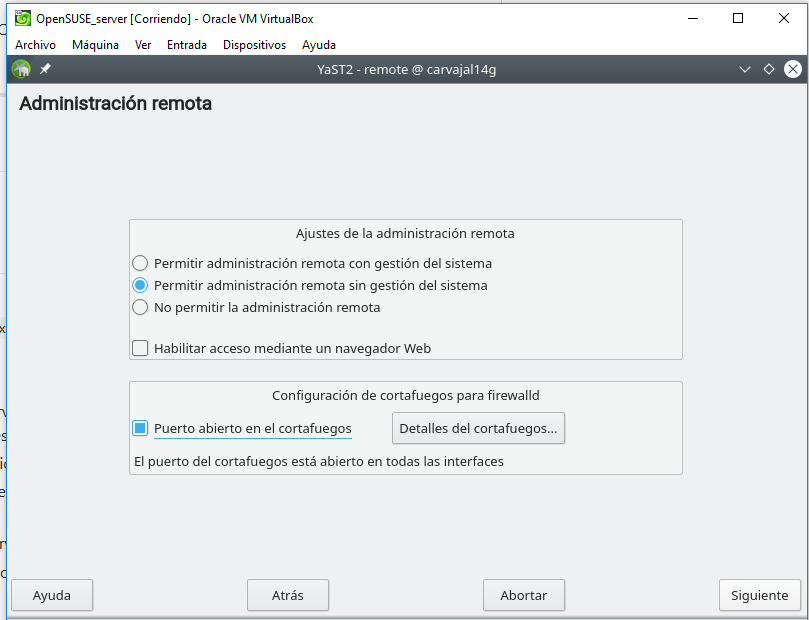 OpenSUSE_server [Corriendo] - Oracle VM VirtualBox
Archivo Máquina Ver Entrada Dispositivos Ayuda
YaST2 - remote @ carvajal14g
Administración remota
Ajustes de la administración remota
Permitir administración remota con gestión del sistema
Permitir administración remota sin gestión del sistema
No permitir la administración remota
Habilitar acceso mediante un navegador Web
Configuración de cortafuegos para firewalld
Puerto abierto en el cortafuegos Detalles del cortafuegos...
El puerto del cortafuegos está abierto en todas las interfaces
Ayuda Atrás Abortar Siguiente